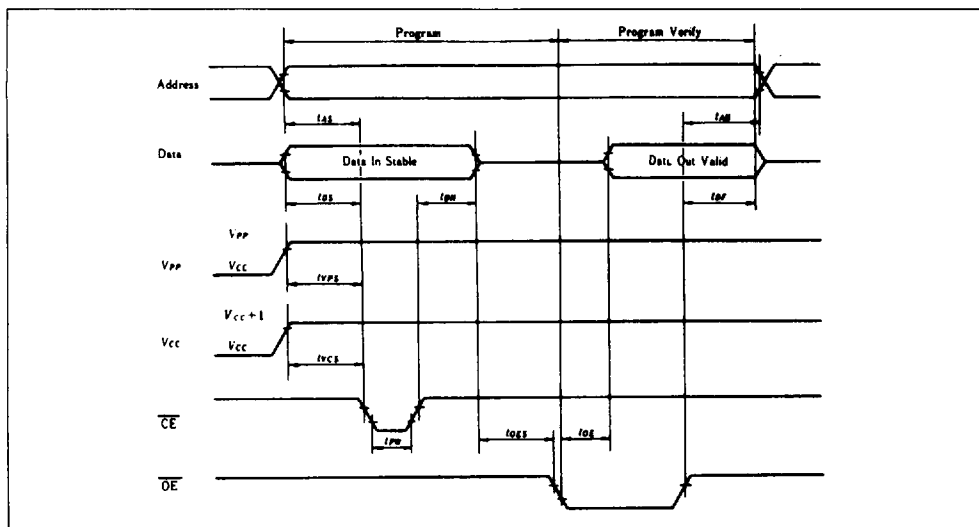 Program Program Verify
Address
tAS tAH
Data Data In Stable Data Out Valid
tDS tDH tDF
VPP
VPP VCC
tVPS
VCC+1
VCC VCC
tVCS
CE
tPW
tOES tOE
OE